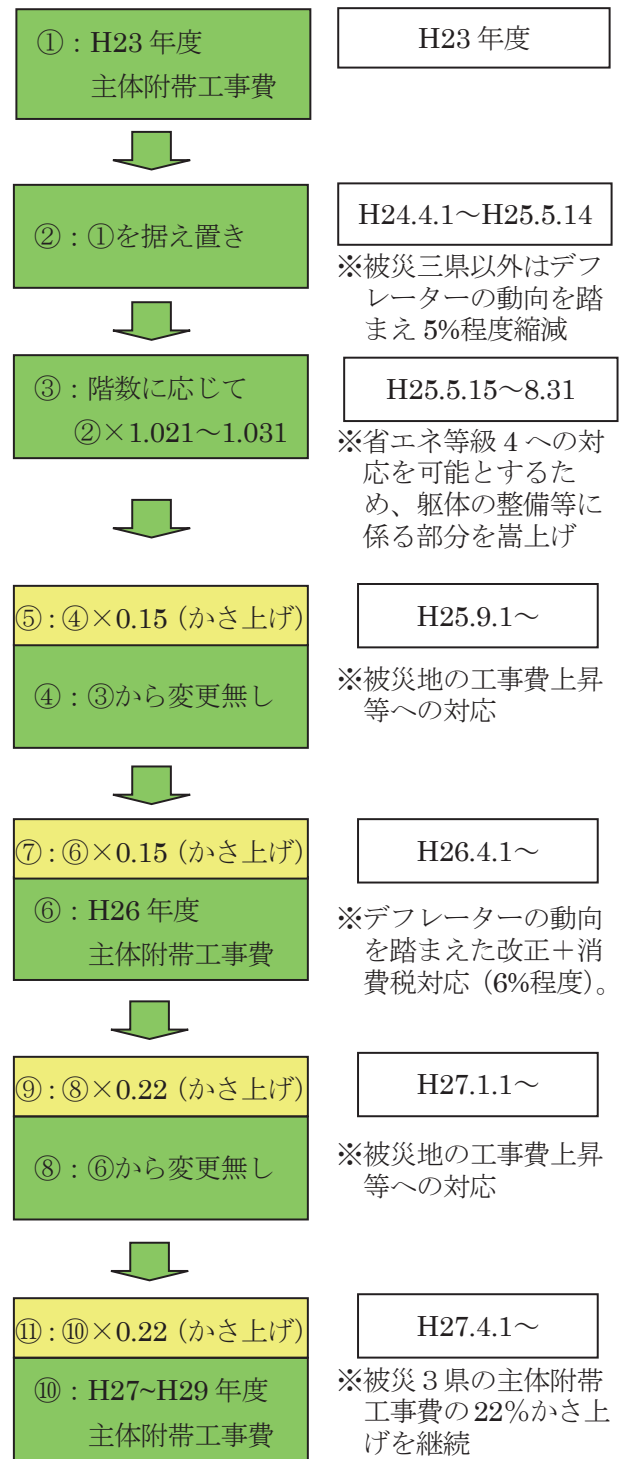 ①：H23 年度
主体附帯工事費
H23 年度
②：①を据え置き
H24.4.1～H25.5.14
※被災三県以外はデフ
レーターの動向を踏
まえ 5%程度縮減
③：階数に応じて
②×1.021～1.031
H25.5.15～8.31
※省エネ等級 4 への対
応を可能とするた
め、躯体の整備等に
係る部分を嵩上げ
⑤：④×0.15（かさ上げ）
④：③から変更無し
H25.9.1～
※被災地の工事費上昇
等への対応
⑦：⑥×0.15（かさ上げ）
⑥：H26 年度
主体附帯工事費
H26.4.1～
※デフレーターの動向
を踏まえた改正＋消
費税対応（6%程度）。
⑨：⑧×0.22（かさ上げ）
⑧：⑥から変更無し
H27.1.1～
※被災地の工事費上昇
等への対応
⑪：⑩×0.22（かさ上げ）
⑩：H27~H29 年度
主体附帯工事費
H27.4.1～
※被災３県の主体附帯
工事費の 22％かさ上
げを継続